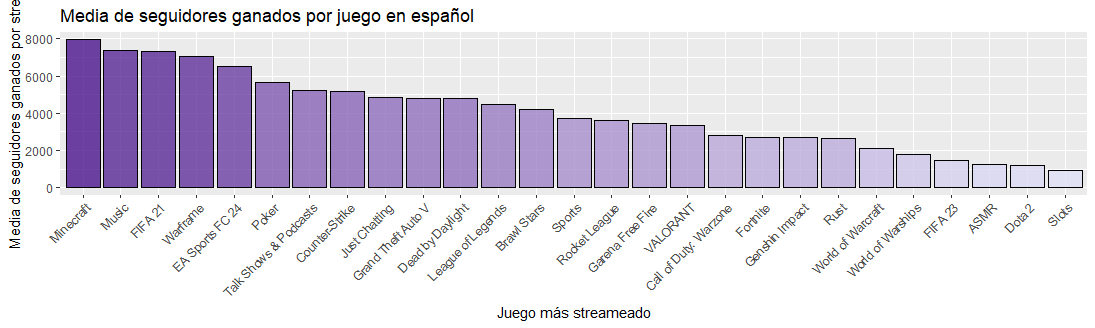 Media de seguidores ganados por juego en español
Media de seguidores ganados por stre
8000
6000
4000
2000
0
Minecraft
Music
FIFA 21
Warframe
EA Sports FC 24
Poker
Talk Shows & Podcasts
Counter-Strike
Just Chatting
Grand Theft Auto V
Dead by Daylight
League of Legends
Brawl Stars
Sports
Rocket League
Garena Free Fire
VALORANT
Call of Duty: Warzone
Fortnite
Genshin Impact
Rust
World of Warcraft
World of Warships
FIFA 23
ASMR
Dota 2
Slots
Juego más streameado